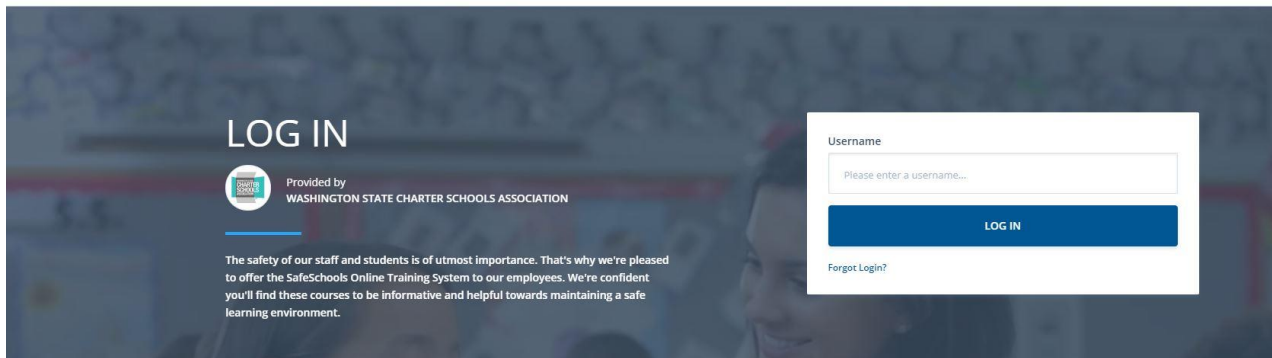 LOG IN
CHARTER
SCHOOLS
Provided by
WASHINGTON STATE CHARTER SCHOOLS ASSOCIATION
The safety of our staff and students is of utmost importance. That's why we're pleased
to offer the SafeSchools Online Training System to our employees. We're confident
you'll find these courses to be informative and helpful towards maintaining a safe
learning environment.
Username
Please enter a username...
LOG IN
Forgot Login?